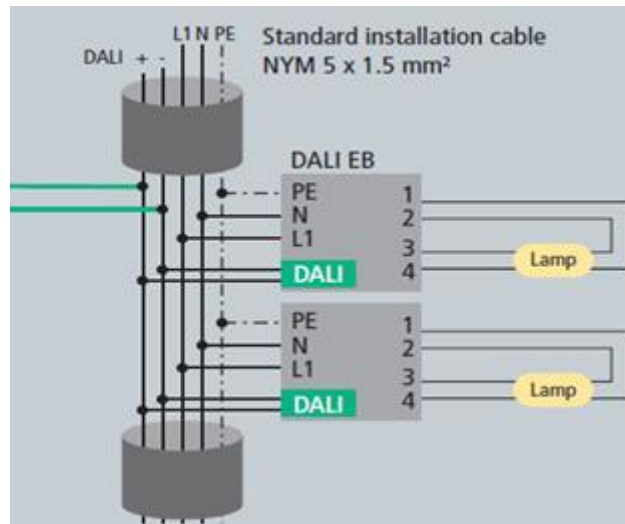 L1 N PE
DALI + -
Standard installation cable
NYM 5 x 1.5 mm²
DALI EB
PE 1
N 2
L1 3
DALI 4
Lamp
PE 1
N 2
L1 3
DALI 4
Lamp